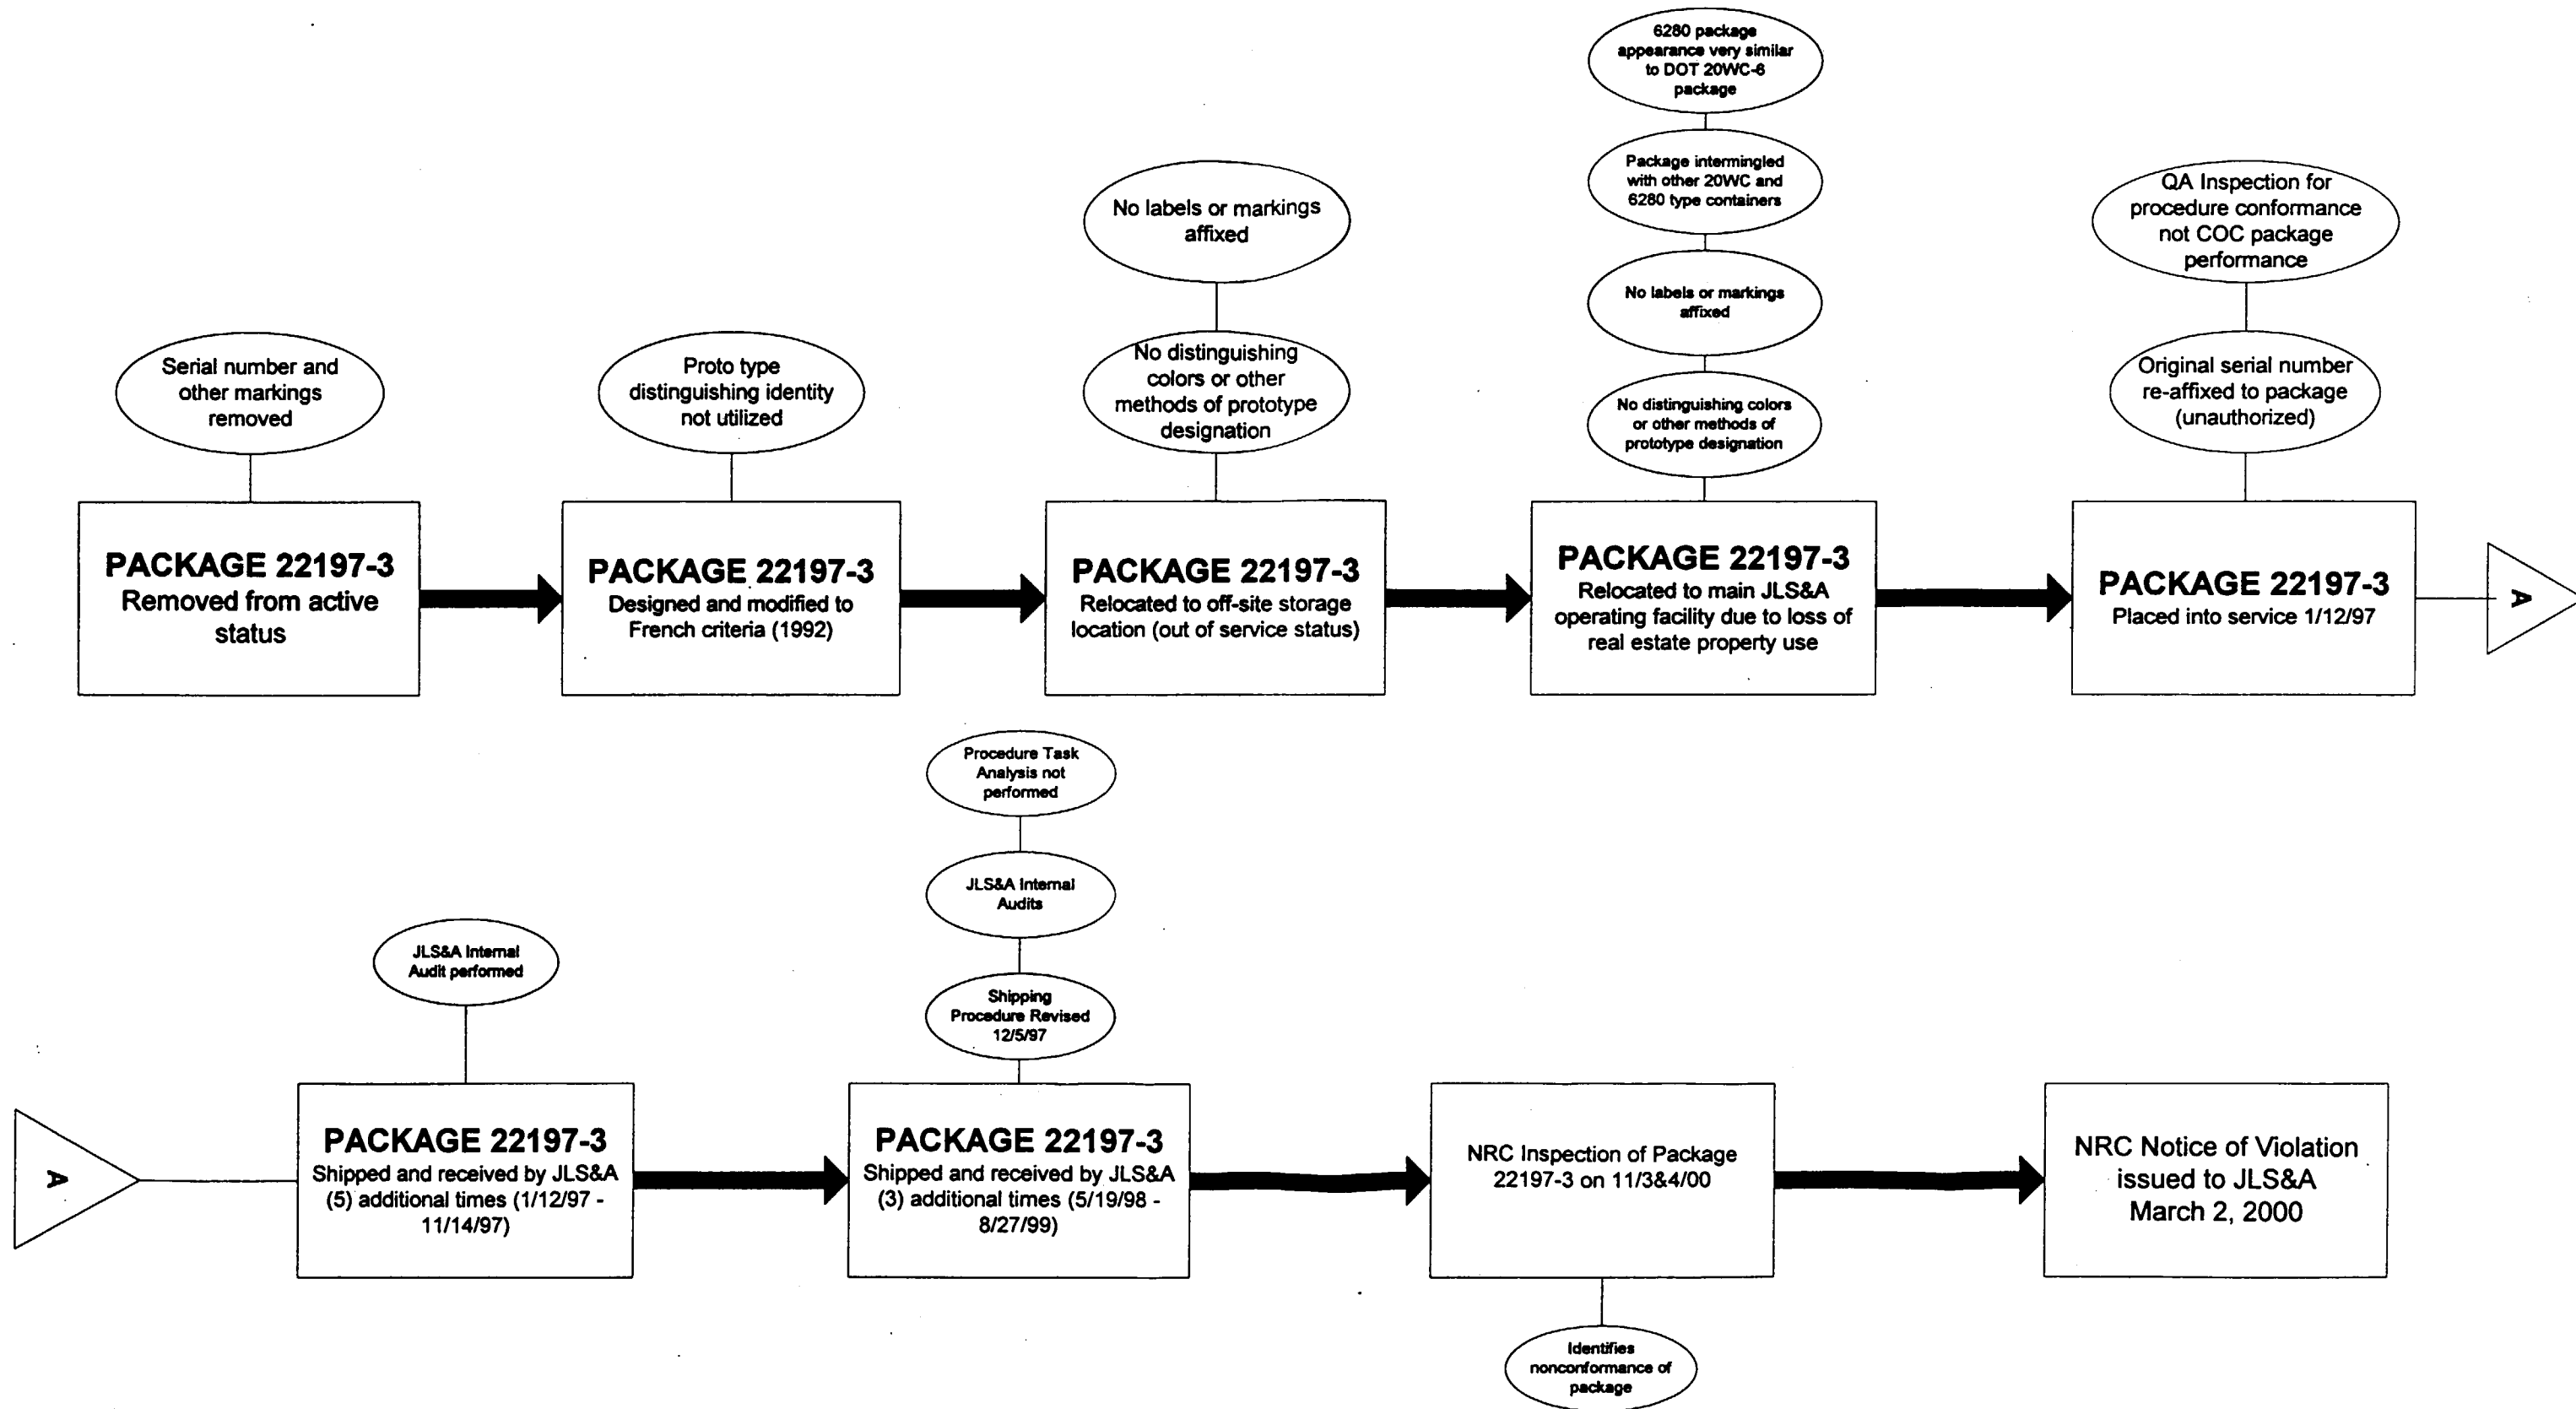 6280 package
appearance very similar
to DOT 20WC-6
package
Package intermingled
with other 20WC and
6280 type containers
No labels or markings
affixed
No distinguishing colors
or other methods of
prototype designation
No labels or markings
affixed
No distinguishing
colors or other
methods of prototype
designation
QA Inspection for
procedure conformance
not COC package
performance
Original serial number
re-affixed to package
(unauthorized)
Serial number and
other markings
removed
Proto type
distinguishing identity
not utilized
PACKAGE 22197-3
Removed from active
status
PACKAGE 22197-3
Designed and modified to
French criteria (1992)
PACKAGE 22197-3
Relocated to off-site storage
location (out of service status)
PACKAGE 22197-3
Relocated to main JLS&A
operating facility due to loss of
real estate property use
PACKAGE 22197-3
Placed into service 1/12/97
A
Procedure Task
Analysis not
performed
JLS&A Internal
Audits
Shipping
Procedure Revised
12/5/97
JLS&A Internal
Audit performed
A
PACKAGE 22197-3
Shipped and received by JLS&A
(5) additional times (1/12/97 -
11/14/97)
PACKAGE 22197-3
Shipped and received by JLS&A
(3) additional times (5/19/98 -
8/27/99)
NRC Inspection of Package
22197-3 on 11/3&4/00
NRC Notice of Violation
issued to JLS&A
March 2, 2000
Identifies
nonconformance of
package